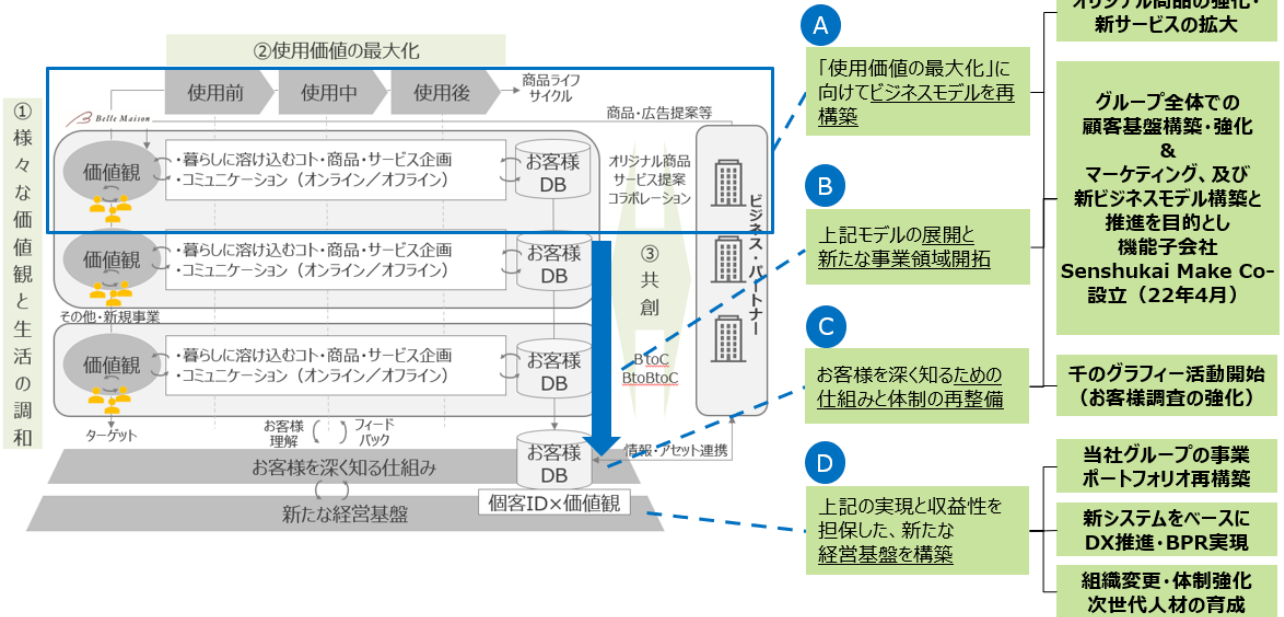 ②使用価値の最大化
使用前
使用中
使用後
商品ライフ
サイクル
①
様
々
な
価
値
観
と
生
活
の
調
和
Belle Maison
商品・広告提案等
価値観
・暮らしに溶け込むコト・商品・サービス企画
・コミュニケーション（オンライン／オフライン）
お客様
DB
オリジナル商品
サービス提案
コラボレーション
価値観
・暮らしに溶け込むコト・商品・サービス企画
・コミュニケーション（オンライン／オフライン）
お客様
DB
③
共
創
ビジネス・パートナー
その他・新規事業
価値観
・暮らしに溶け込むコト・商品・サービス企画
・コミュニケーション（オンライン／オフライン）
お客様
DB
BtoC
BtoBtoC
ターゲット
お客様
理解
フィード
バック
お客様
DB
情報・アセット連携
お客様を深く知る仕組み
個客ID×価値観
新たな経営基盤
A
「使用価値の最大化」に
向けてビジネスモデルを再
構築
B
上記モデルの展開と
新たな事業領域開拓
C
お客様を深く知るための
仕組みと体制の再整備
D
上記の実現と収益性を
担保した、新たな
経営基盤を構築
オリジナル商品の強化・
新サービスの拡大
グループ全体での
顧客基盤構築・強化
&
マーケティング、及び
新ビジネスモデル構築と
推進を目的とし
機能子会社
Senshukai Make Co-
設立（22年4月）
千のグラフィー活動開始
（お客様調査の強化）
当社グループの事業
ポートフォリオ再構築
新システムをベースに
DX推進・BPR実現
組織変更・体制強化
次世代人材の育成